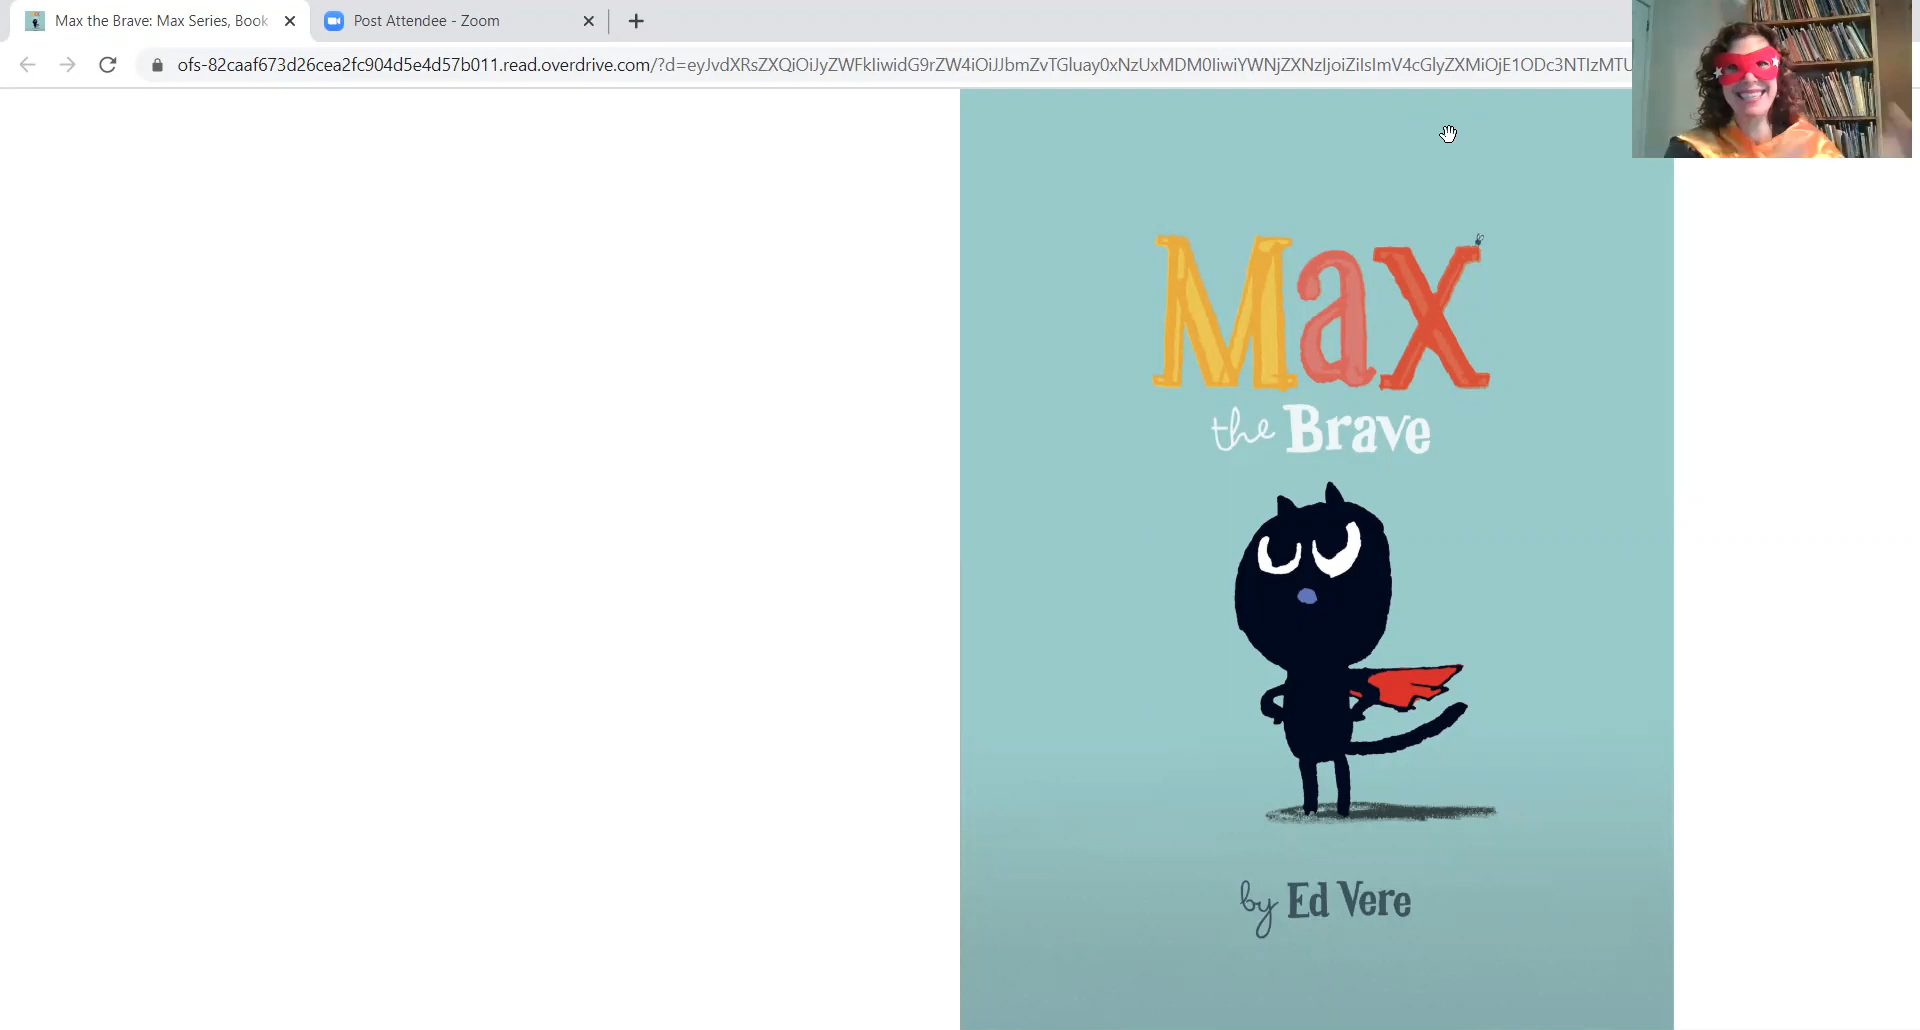 Max the Brave: Max Series, Book
Post Attendee - Zoom
ofs-82caaf673d26cea2fc904d5e4d57b011.read.overdrive.com/?d=eyJvdXRsZXQiOiJyZWFkIiwidG9rZW4iOiJJbmZvTGluay0xNzUxMDM0IiwiYWNjZXNzIjoiZiIsImV4cGlyZXMiOjE1ODc3NTIzMTU
Max
the Brave
by Ed Vere